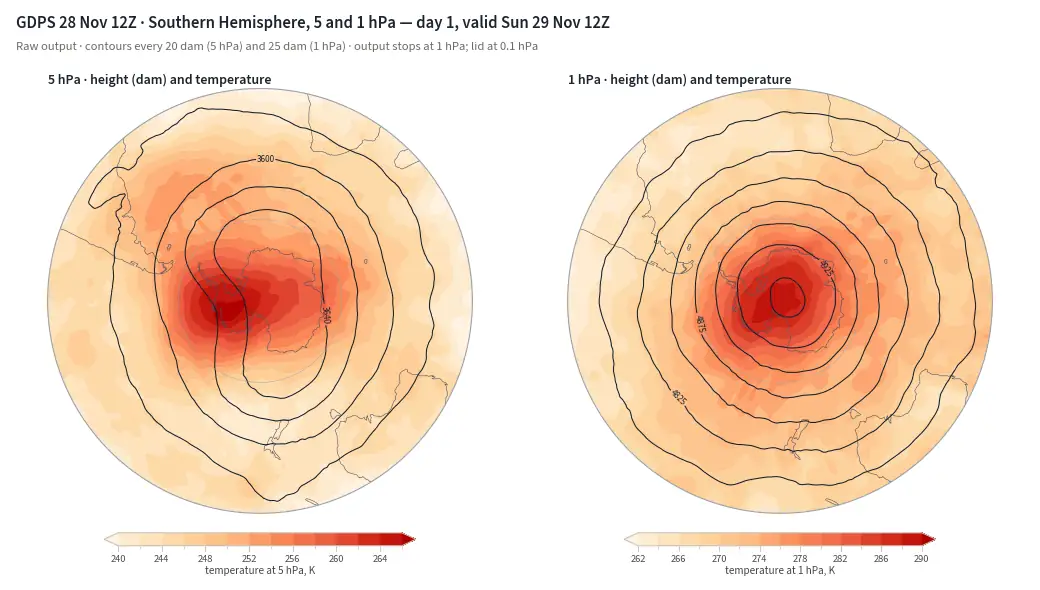 GDPS 28 Nov 12Z · Southern Hemisphere, 5 and 1 hPa — day 1, valid Sun 29 Nov 12Z
Raw output · contours every 20 dam (5 hPa) and 25 dam (1 hPa) · output stops at 1 hPa; lid at 0.1 hPa
5 hPa · height (dam) and temperature
3600
3640
240 244 248 252 256 260 264
temperature at 5 hPa, K
1 hPa · height (dam) and temperature
4925
4875
4825
262 266 270 274 278 282 286 290
temperature at 1 hPa, K